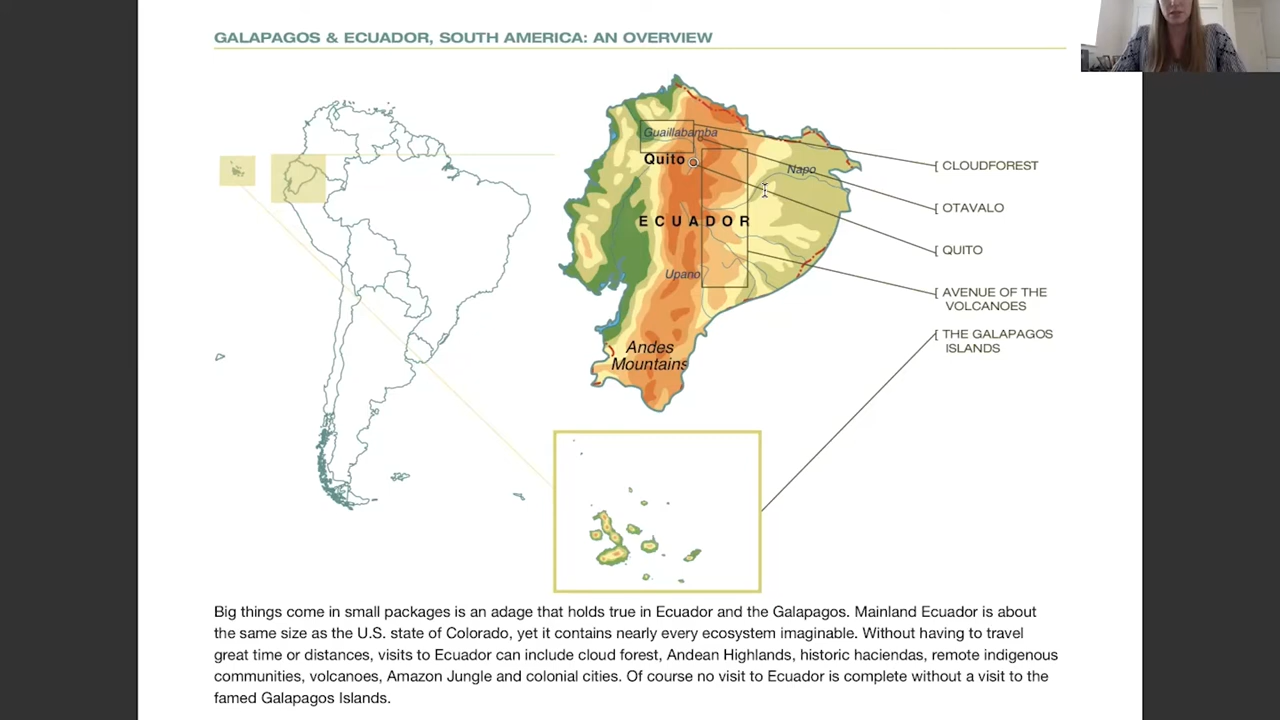 GALAPAGOS & ECUADOR, SOUTH AMERICA: AN OVERVIEW
Guaillabamba
Quito
Napo
ECUADOR
Upano
Andes
Mountains
CLOUDFOREST
OTAVALO
QUITO
AVENUE OF THE
VOLCANOES
THE GALAPAGOS
ISLANDS
Big things come in small packages is an adage that holds true in Ecuador and the Galapagos. Mainland Ecuador is about
the same size as the U.S. state of Colorado, yet it contains nearly every ecosystem imaginable. Without having to travel
great time or distances, visits to Ecuador can include cloud forest, Andean Highlands, historic haciendas, remote indigenous
communities, volcanoes, Amazon Jungle and colonial cities. Of course no visit to Ecuador is complete without a visit to the
famed Galapagos Islands.